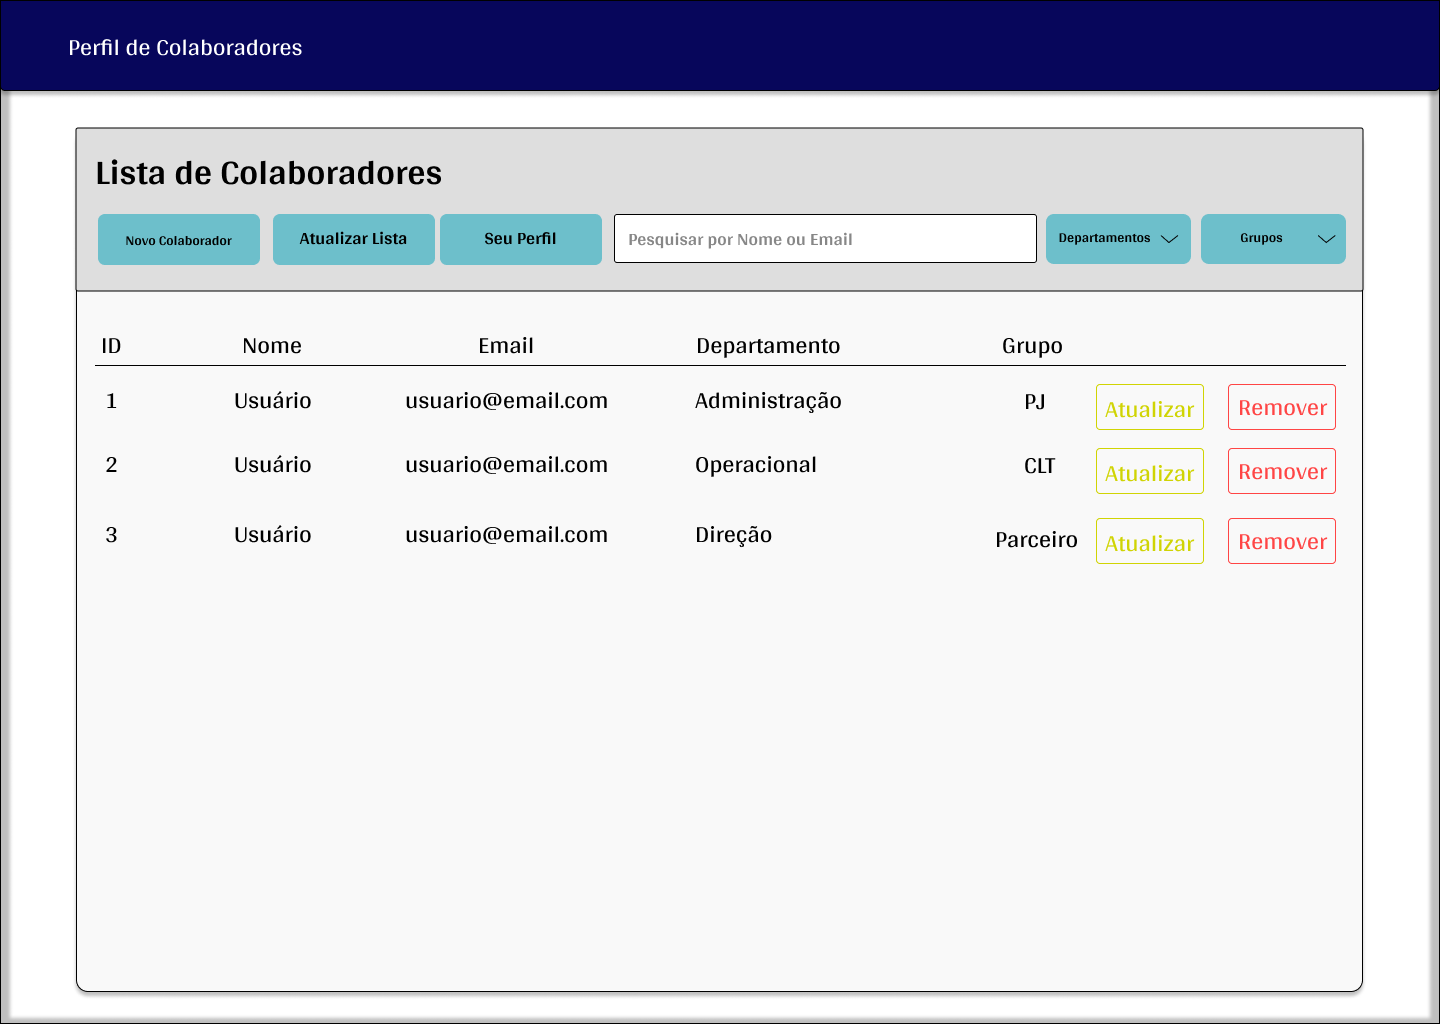 Perfil de Colaboradores
Lista de Colaboradores
Novo Colaborador Atualizar Lista Seu Perfil Pesquisar por Nome ou Email Departamentos Grupos
ID Nome Email Departamento Grupo
1 Usuário usuario@email.com Administração PJ Atualizar Remover
2 Usuário usuario@email.com Operacional CLT Atualizar Remover
3 Usuário usuario@email.com Direção Parceiro Atualizar Remover